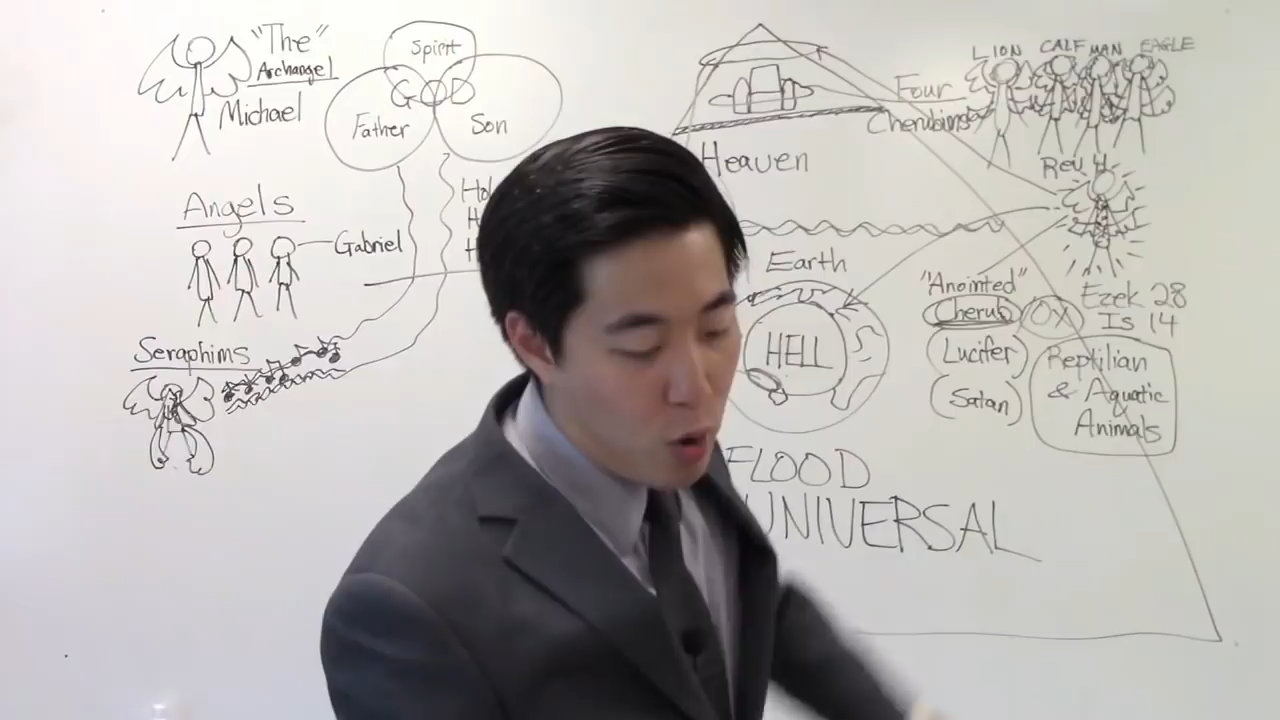 "The"
Archangel
Michael
Spirit
GOD
Father
Son
Angels
Gabriel
Seraphims
Heaven
Four
Cherubims
LION
CALF
MAN
EAGLE
Rev 4
Earth
HELL
"Anointed"
Cherub
OX
Lucifer
Satan
Ezek 28
Is 14
Reptilian
& Aquatic
Animals
FLOOD
UNIVERSAL